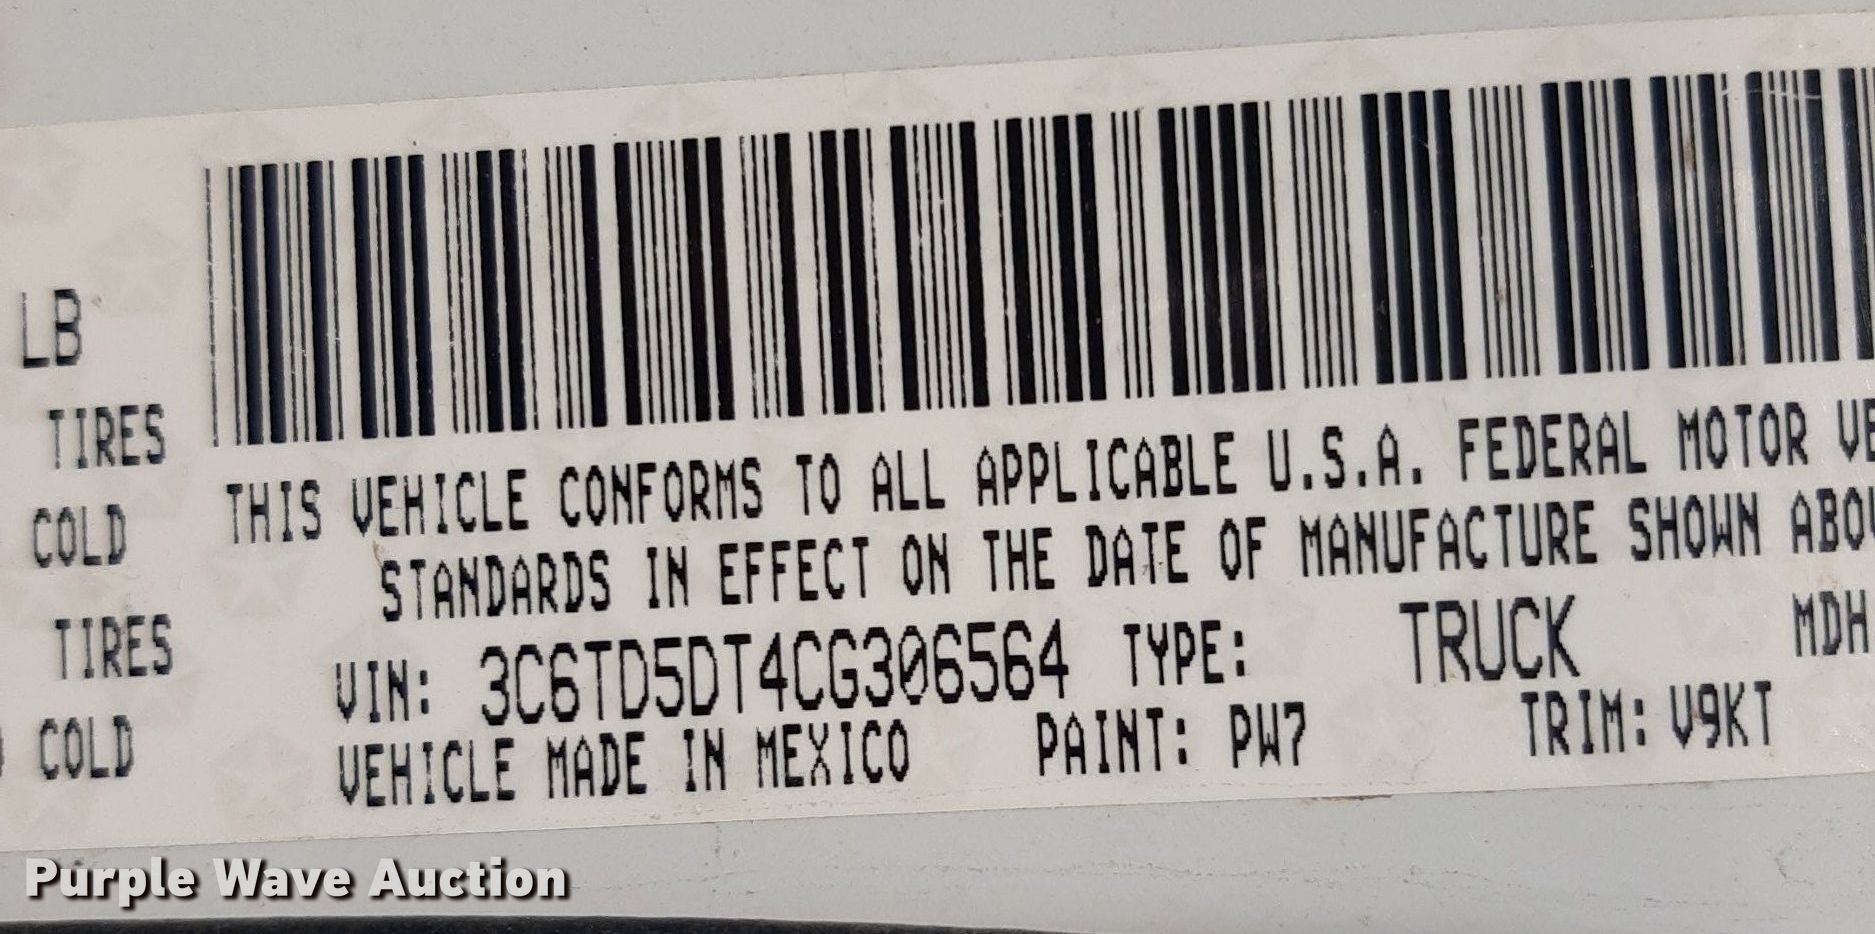 LB
TIRES
COLD
TIRES
COLD
THIS VEHICLE CONFORMS TO ALL APPLICABLE U.S.A. FEDERAL MOTOR VE
STANDARDS IN EFFECT ON THE DATE OF MANUFACTURE SHOWN ABOV
VIN: 3C6TD5DT4CG306564 TYPE: TRUCK MDH
VEHICLE MADE IN MEXICO PAINT: PW7 TRIM: V9KT
Purple Wave Auction